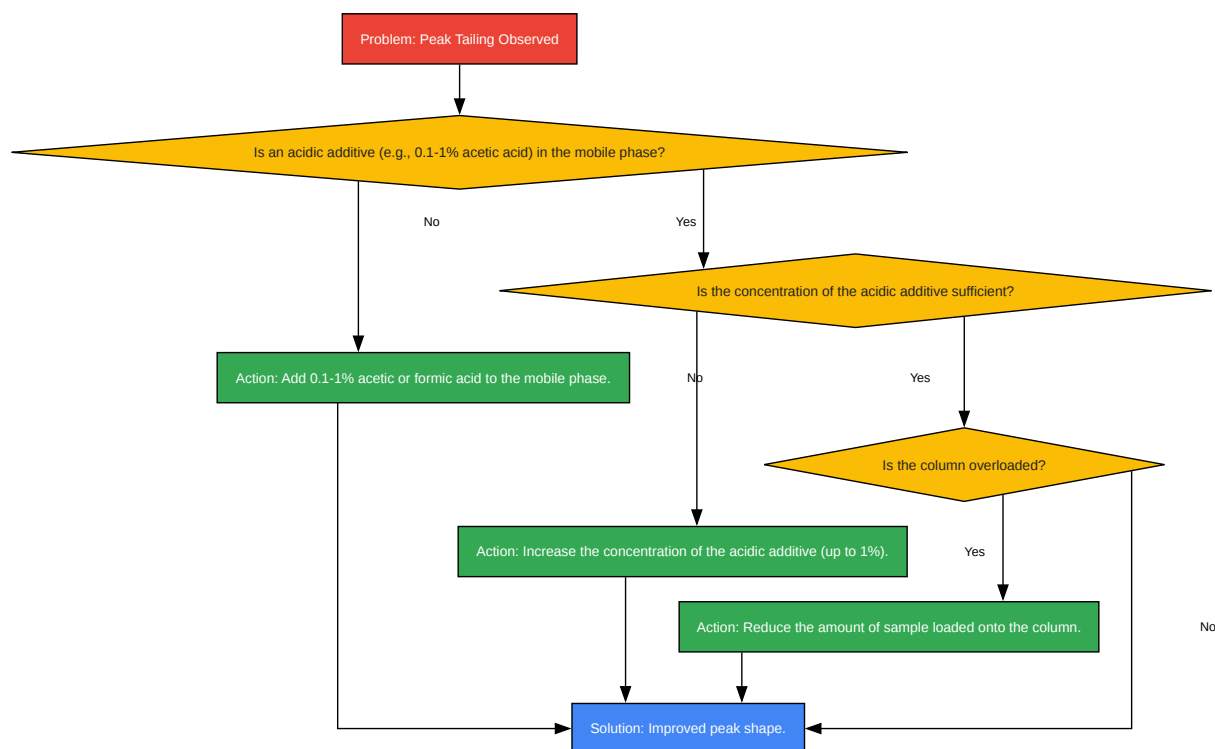 Problem: Peak Tailing Observed
Is an acidic additive (e.g., 0.1-1% acetic acid) in the mobile phase?
No
Yes
Is the concentration of the acidic additive sufficient?
Action: Add 0.1-1% acetic or formic acid to the mobile phase.
No
Yes
Is the column overloaded?
Action: Increase the concentration of the acidic additive (up to 1%).
Yes
Action: Reduce the amount of sample loaded onto the column.
No
Solution: Improved peak shape.